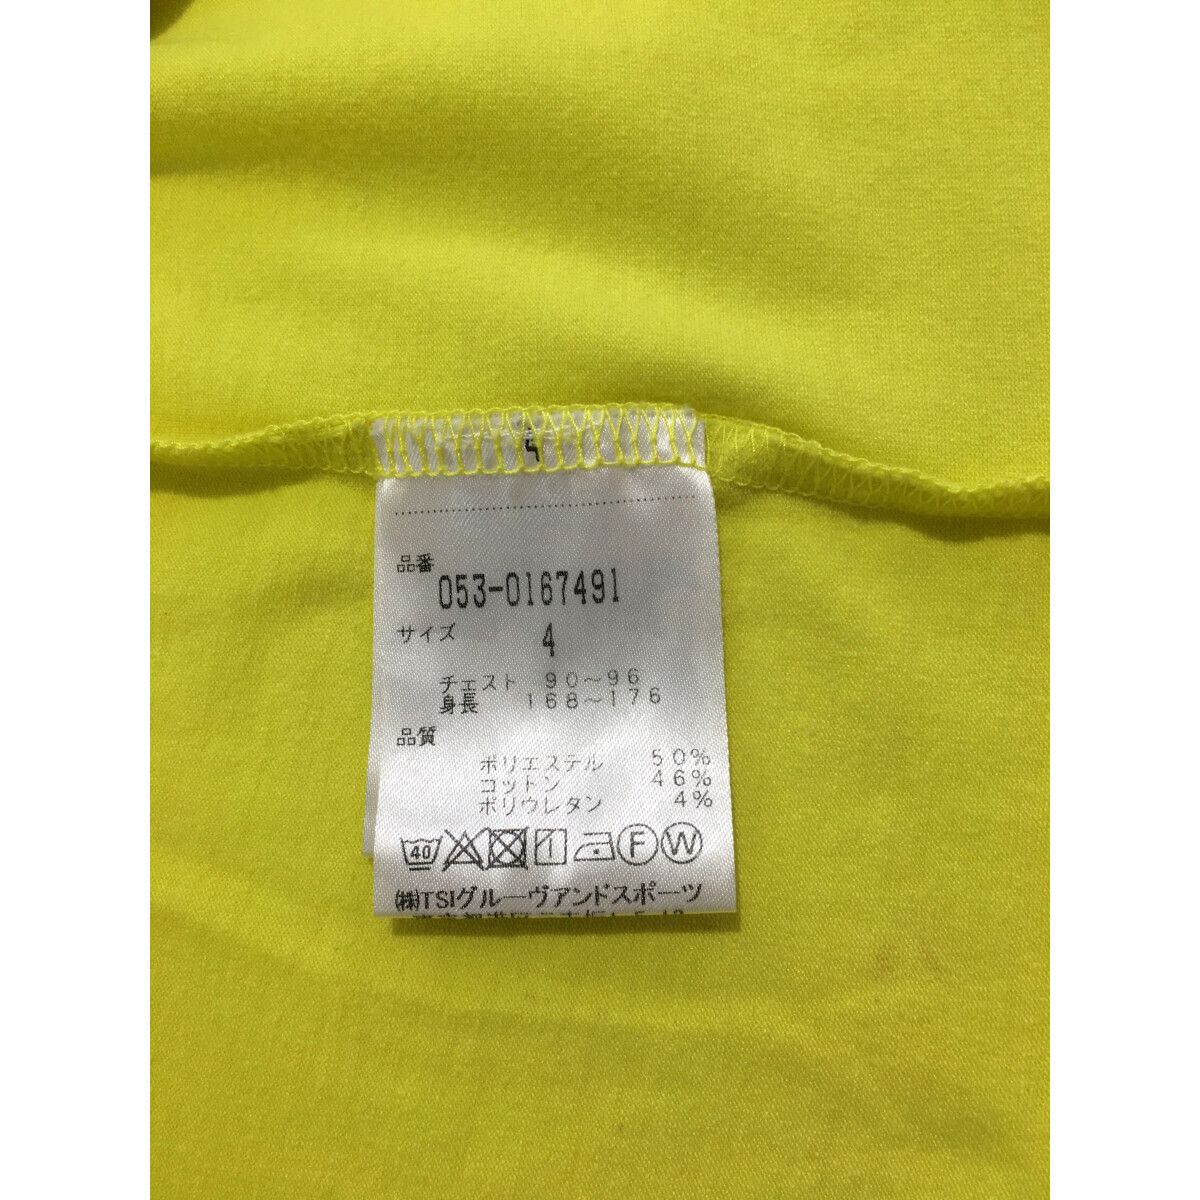 品番
053-0167491
サイズ
4
チェスト 90~96
身長 168~176
品質
ポリエステル 50%
コットン 46%
ポリウレタン 4%
40 F W
(株)TSIグルーヴアンドスポーツ